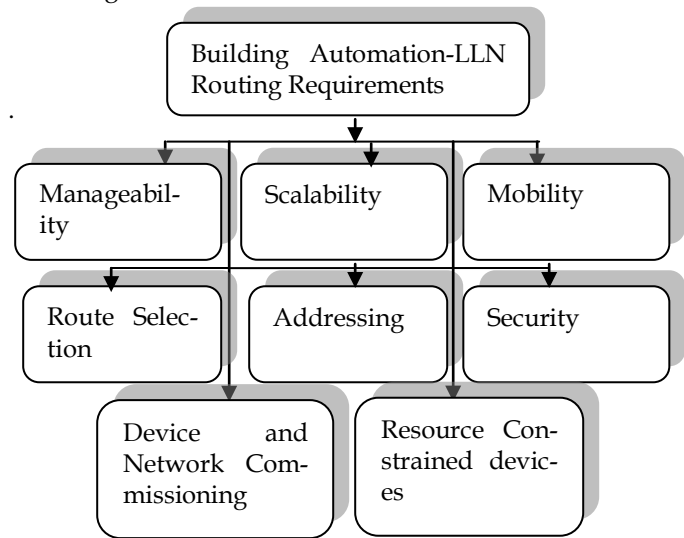 Building Automation-LLN
Routing Requirements
.
Manageabil-
ity
Scalability
Mobility
Route Selec-
tion
Addressing
Security
Device and
Network Com-
missioning
Resource Con-
strained devic-
es